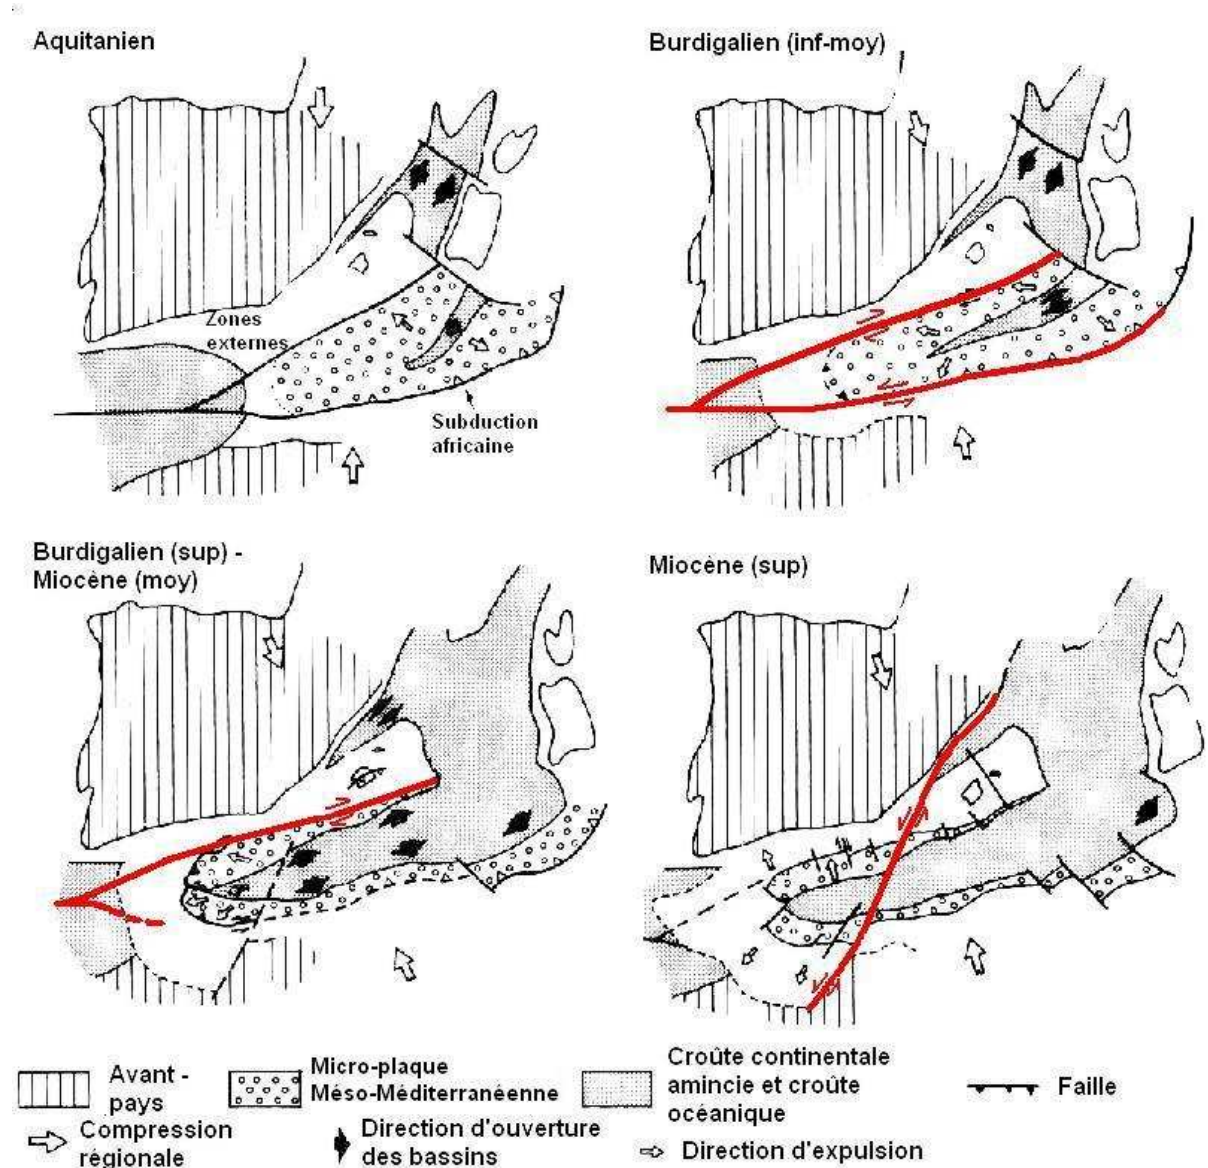 Aquitanien
Burdigalien (inf-moy)
Zones
externes
Subduction
africaine
Burdigalien (sup) -
Miocène (moy)
Miocène (sup)
Avant -
pays
Micro-plaque
Méso-Méditerranéenne
Croûte continentale
amincie et croûte
océanique
Faille
Compression
régionale
Direction d'ouverture
des bassins
Direction d'expulsion